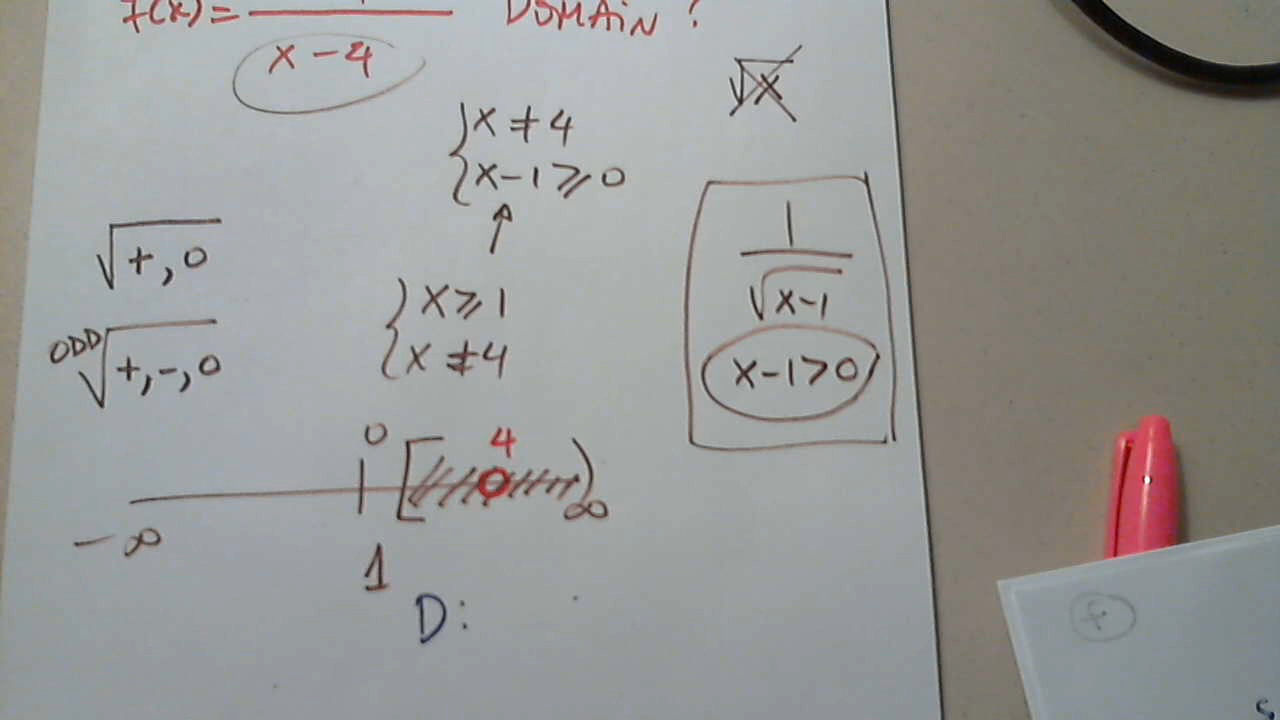 f(x)= DOMAIN ?
x - 4
√x
{ x ≠ 4
{ x-1 ≥ 0
√+,0
ODD√+,-,0
{ x ≥ 1
{ x ≠ 4
1
√x-1
x-1>0
0 [ 4 )
-∞ ∞
1
D: